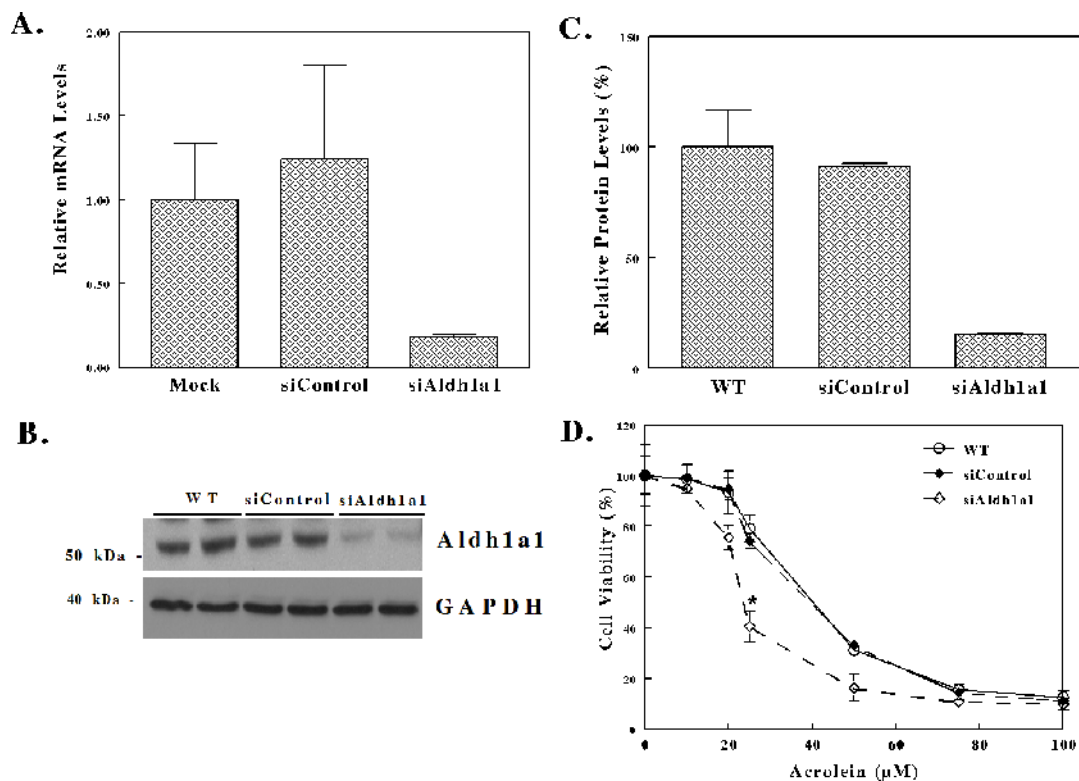 A.
2.00
1.50
1.00
0.50
0.00
Relative mRNA Levels
Mock siControl siAldh1a1
C.
150
100
50
0
Relative Protein Levels (%)
WT siControl siAldh1a1
B.
WT siControl siAldh1a1
50 kDa - Aldh1a1
40 kDa - GAPDH
D.
120
100
80
60
40
20
0
Cell Viability (%)
WT
siControl
siAldh1a1
*
0 20 40 60 80 100
Acrolein (µM)